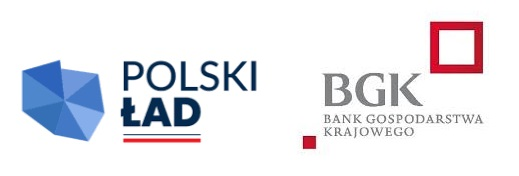 POLSKI
ŁAD
BGK
BANK GOSPODARSTWA
KRAJOWEGO